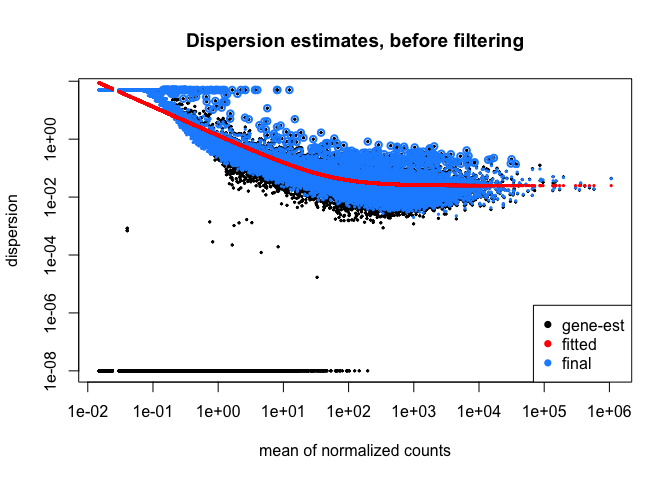 Dispersion estimates, before filtering
dispersion
1e+00
1e-02
1e-04
1e-06
1e-08
gene-est
fitted
final
1e-02 1e-01 1e+00 1e+01 1e+02 1e+03 1e+04 1e+05 1e+06
mean of normalized counts